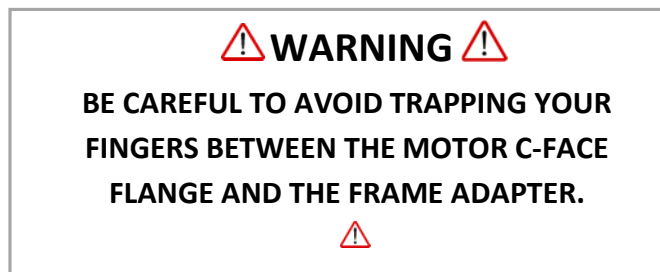 WARNING
BE CAREFUL TO AVOID TRAPPING YOUR
FINGERS BETWEEN THE MOTOR C-FACE
FLANGE AND THE FRAME ADAPTER.